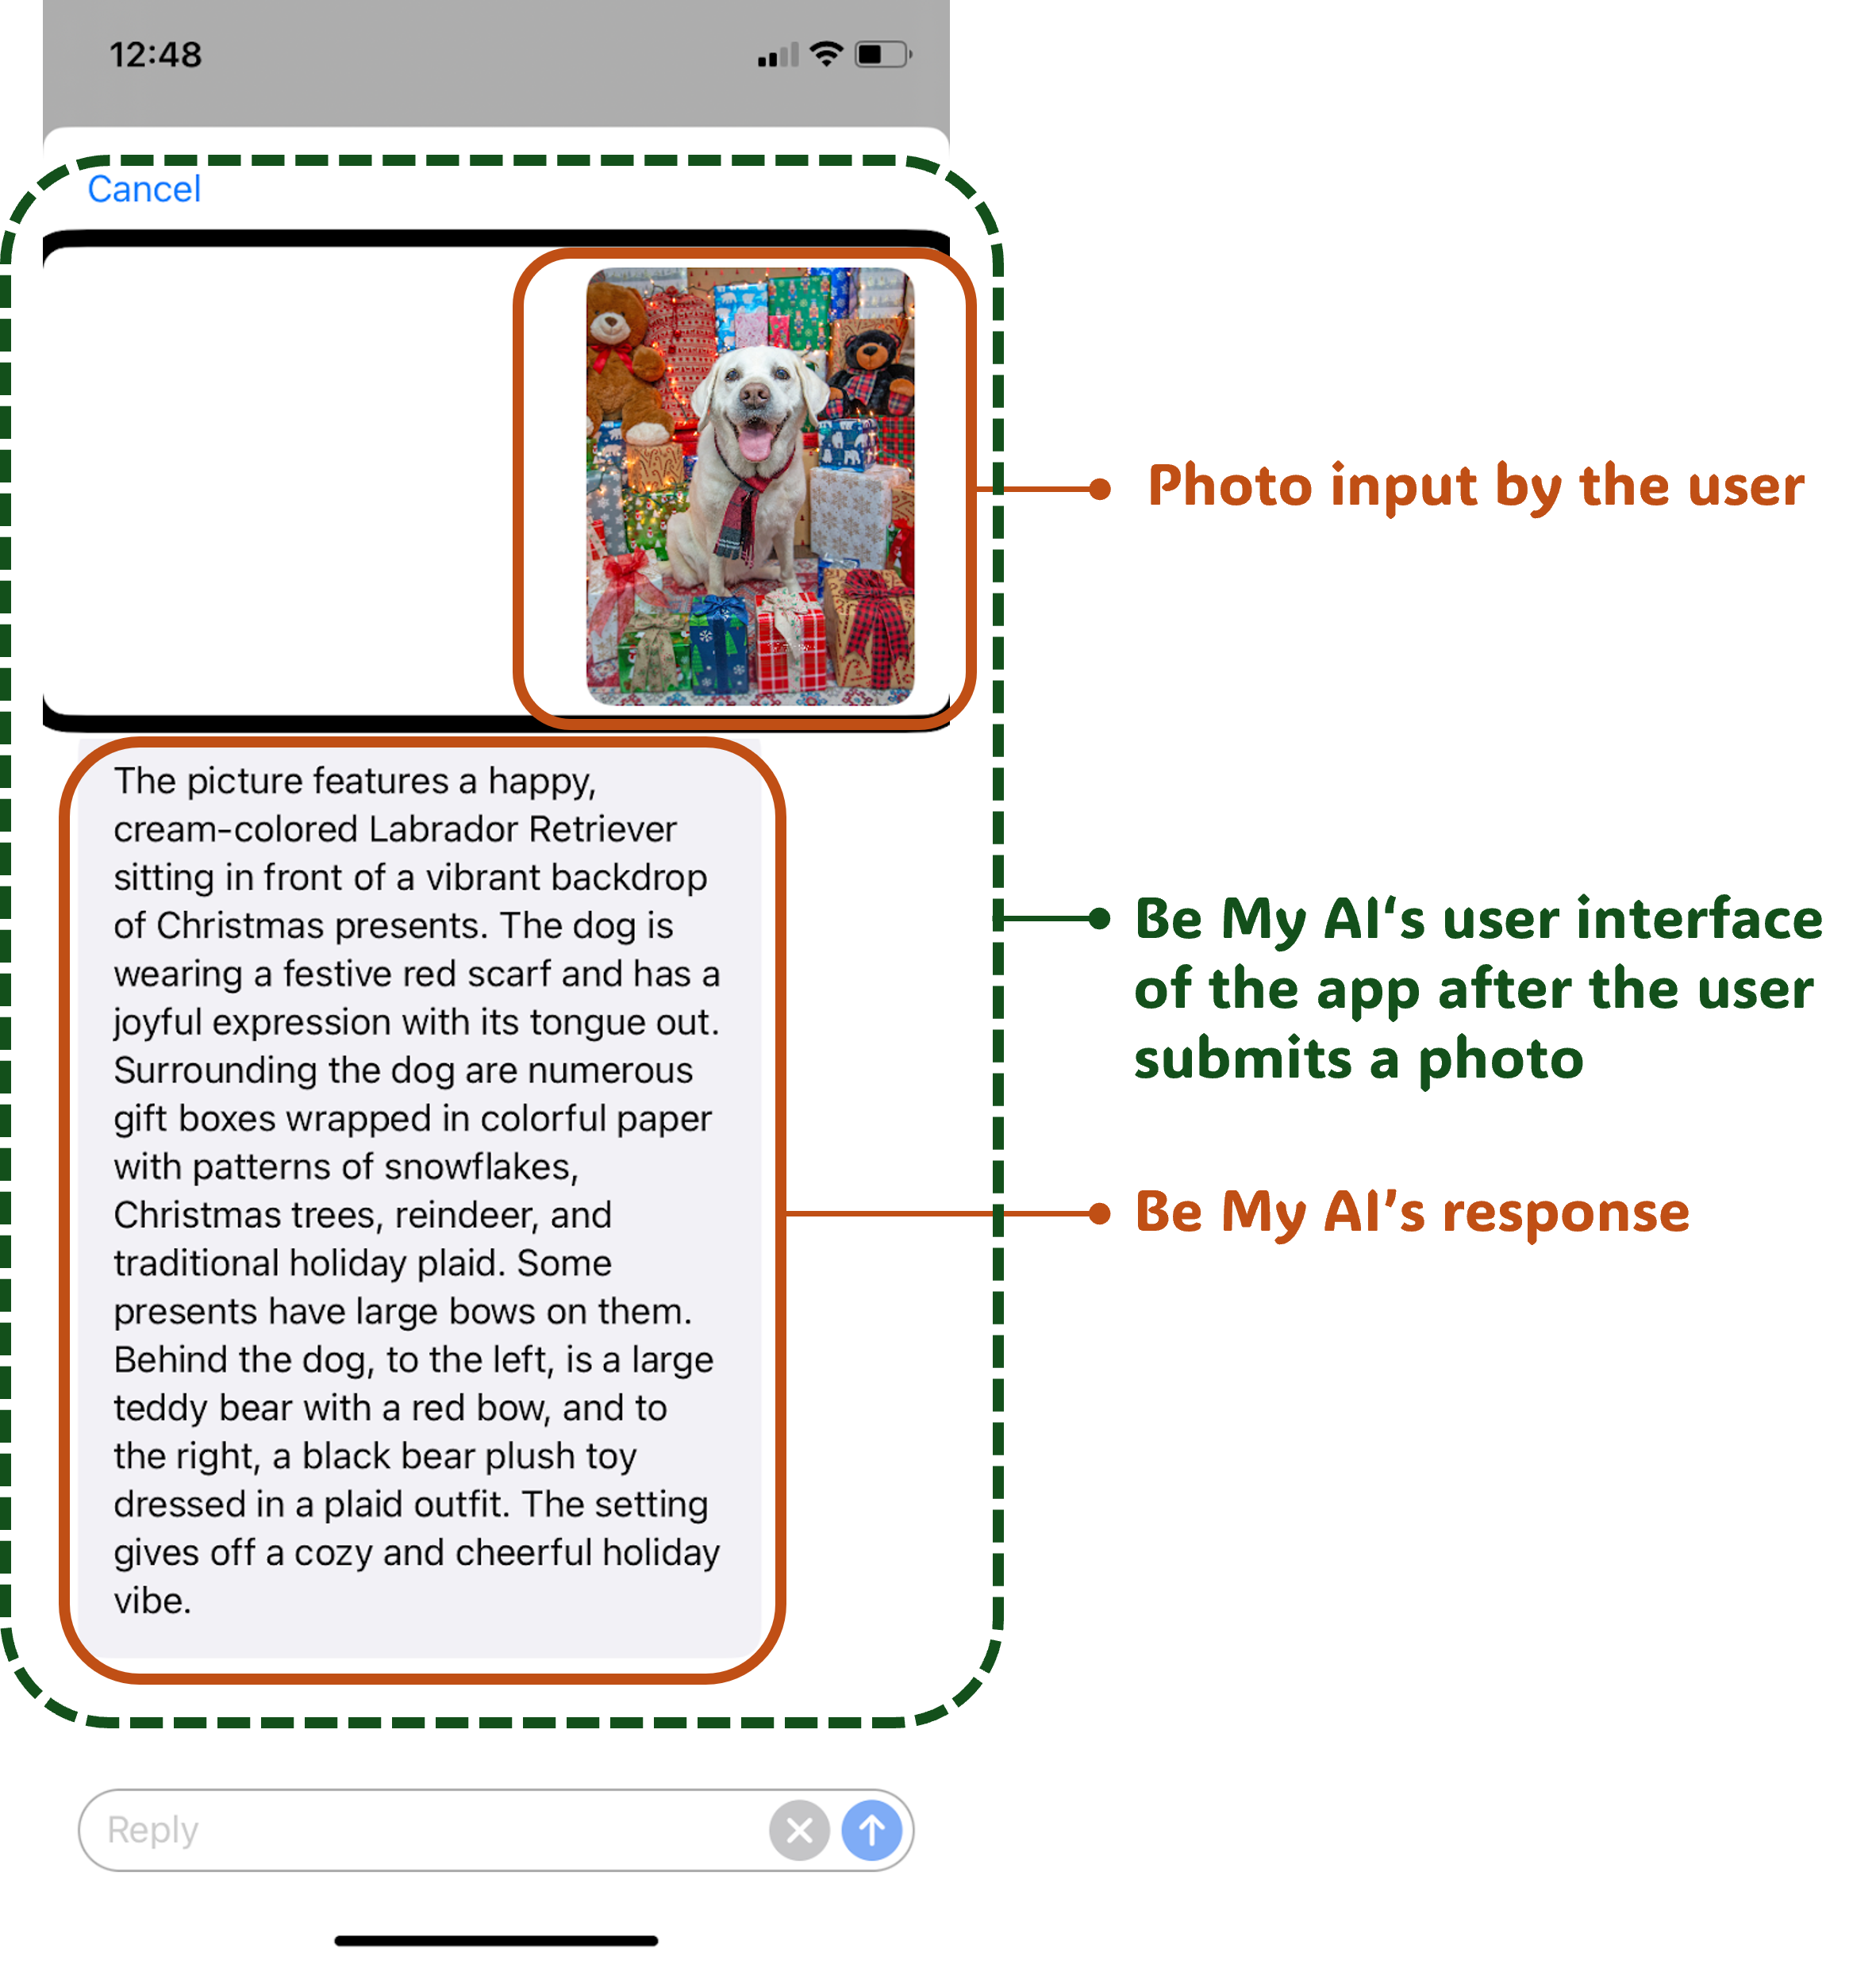 12:48
Cancel
Photo input by the user
The picture features a happy,
cream-colored Labrador Retriever
sitting in front of a vibrant backdrop
of Christmas presents. The dog is
wearing a festive red scarf and has a
joyful expression with its tongue out.
Surrounding the dog are numerous
gift boxes wrapped in colorful paper
with patterns of snowflakes,
Christmas trees, reindeer, and
traditional holiday plaid. Some
presents have large bows on them.
Behind the dog, to the left, is a large
teddy bear with a red bow, and to
the right, a black bear plush toy
dressed in a plaid outfit. The setting
gives off a cozy and cheerful holiday
vibe.
Be My AI‘s user interface
of the app after the user
submits a photo
Be My AI’s response
Reply